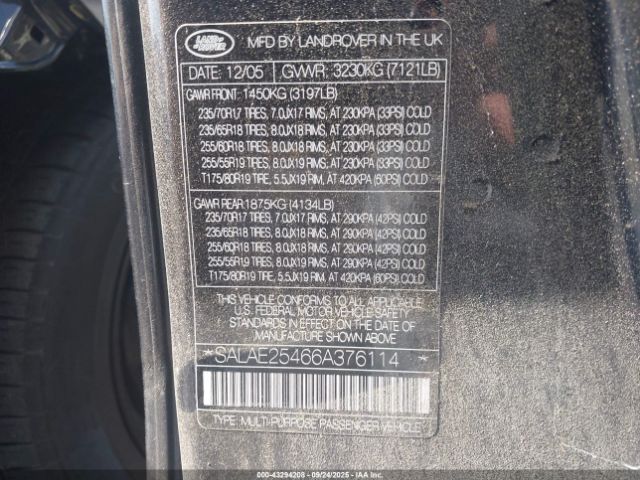 LAND ROVER
MFD BY LANDROVER IN THE UK
DATE: 12/05 GVWR: 3230KG (7121LB)
GAWR FRONT: 1450KG (3197LB)
235/70R17 TIRES, 7.0JX17 RIMS, AT 230KPA (33PSI) COLD
235/65R18 TIRES, 8.0JX18 RIMS, AT 230KPA (33PSI) COLD
255/60R18 TIRES, 8.0JX18 RIMS, AT 230KPA (33PSI) COLD
255/55R19 TIRES, 8.0JX19 RIMS, AT 230KPA (33PSI) COLD
T175/80R19 TIRE, 5.5JX19 RIM, AT 420KPA (60PSI) COLD
GAWR REAR: 1875KG (4134LB)
235/70R17 TIRES, 7.0JX17 RIMS, AT 290KPA (42PSI) COLD
235/65R18 TIRES, 8.0JX18 RIMS, AT 290KPA (42PSI) COLD
255/60R18 TIRES, 8.0JX18 RIMS, AT 290KPA (42PSI) COLD
255/55R19 TIRES, 8.0JX19 RIMS, AT 290KPA (42PSI) COLD
T175/80R19 TIRE, 5.5JX19 RIM, AT 420KPA (60PSI) COLD
THIS VEHICLE CONFORMS TO ALL APPLICABLE
U.S. FEDERAL MOTOR VEHICLE SAFETY
STANDARDS IN EFFECT ON THE DATE OF
MANUFACTURE SHOWN ABOVE
*SALAE25466A376114*
TYPE: MULTI-PURPOSE PASSENGER VEHICLE
000-43294208 - 09/24/2025 - IAAI.COM